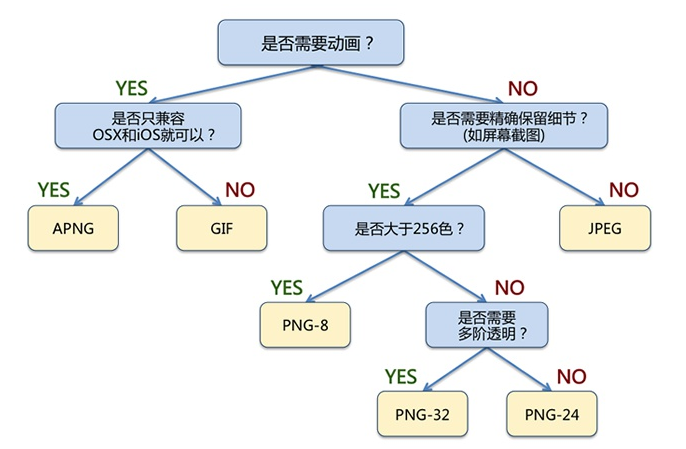 是否需要动画？
YES
NO
是否只兼容
OSX和iOS就可以？
是否需要精确保留细节？
(如屏幕截图)
YES
NO
YES
NO
APNG
GIF
是否大于256色？
JPEG
YES
NO
PNG-8
是否需要
多阶透明？
YES
NO
PNG-32
PNG-24